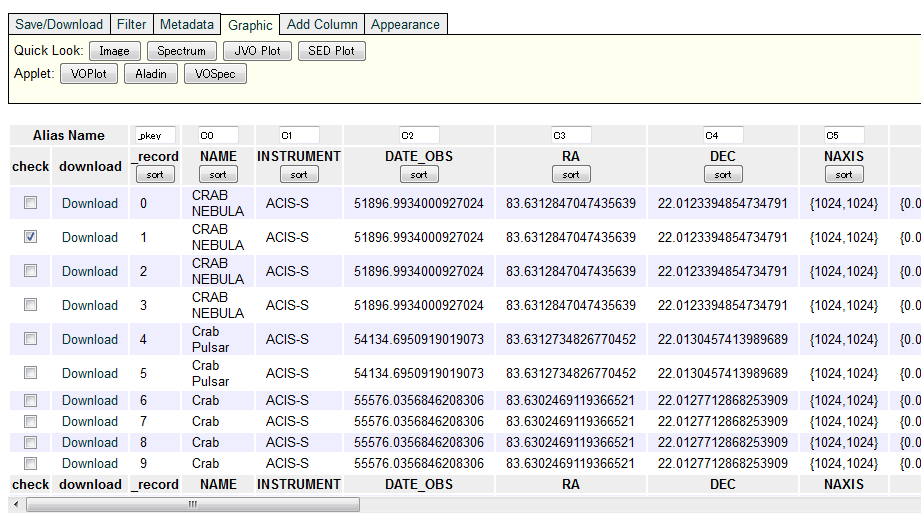 Save/Download Filter Metadata Graphic Add Column Appearance
Quick Look: Image Spectrum JVO Plot SED Plot
Applet: VOPlot Aladin VOSpec
Alias Name _pkey C0 C1 C2 C3 C4 C5
check download _record NAME INSTRUMENT DATE_OBS RA DEC NAXIS
sort sort sort sort sort sort sort
Download 0 CRAB NEBULA ACIS-S 51896.9934000927024 83.6312847047435639 22.0123394854734791 {1024,1024} {0.0
Download 1 CRAB NEBULA ACIS-S 51896.9934000927024 83.6312847047435639 22.0123394854734791 {1024,1024} {0.0
Download 2 CRAB NEBULA ACIS-S 51896.9934000927024 83.6312847047435639 22.0123394854734791 {1024,1024} {0.0
Download 3 CRAB NEBULA ACIS-S 51896.9934000927024 83.6312847047435639 22.0123394854734791 {1024,1024} {0.0
Download 4 Crab Pulsar ACIS-S 54134.6950919019073 83.6312734826770452 22.0130457413989689 {1024,1024} {0.0
Download 5 Crab Pulsar ACIS-S 54134.6950919019073 83.6312734826770452 22.0130457413989689 {1024,1024} {0.0
Download 6 Crab ACIS-S 55576.0356846208306 83.6302469119366521 22.0127712868253909 {1024,1024} {0.0
Download 7 Crab ACIS-S 55576.0356846208306 83.6302469119366521 22.0127712868253909 {1024,1024} {0.0
Download 8 Crab ACIS-S 55576.0356846208306 83.6302469119366521 22.0127712868253909 {1024,1024} {0.0
Download 9 Crab ACIS-S 55576.0356846208306 83.6302469119366521 22.0127712868253909 {1024,1024} {0.0
check download _record NAME INSTRUMENT DATE_OBS RA DEC NAXIS